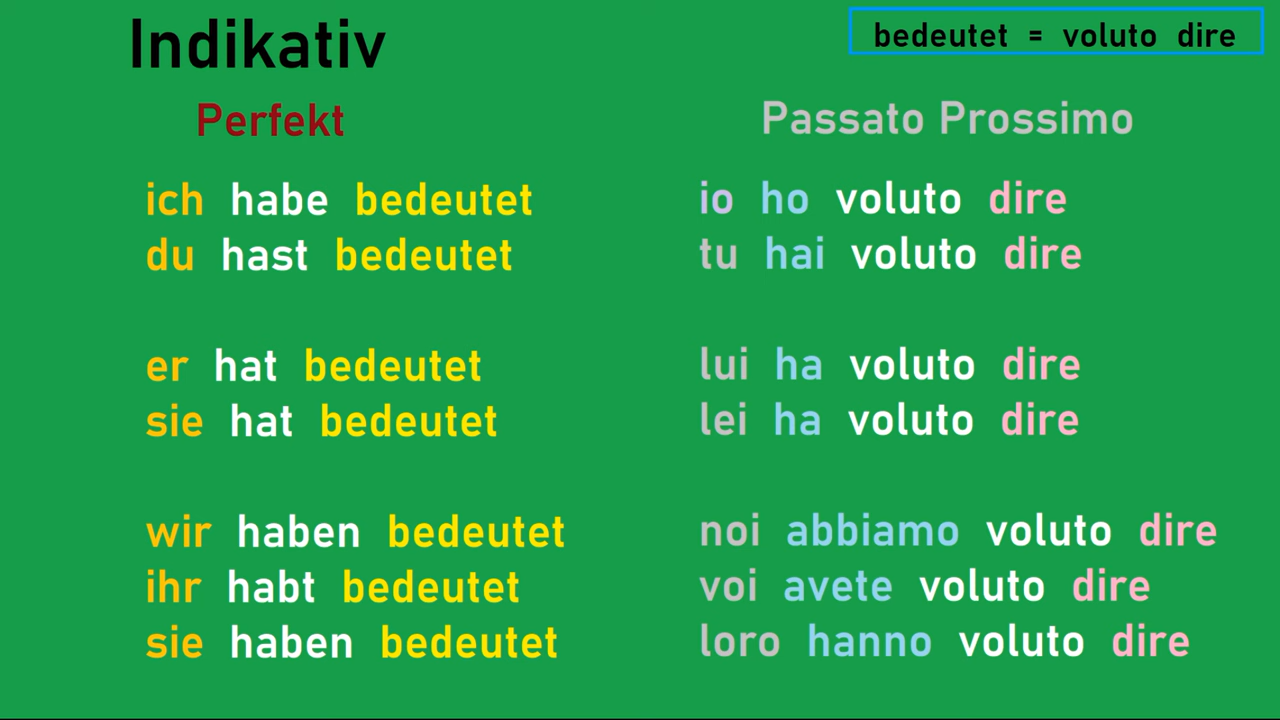 Indikativ
bedeutet = voluto dire
Perfekt
Passato Prossimo
ich habe bedeutet
io ho voluto dire
du hast bedeutet
tu hai voluto dire
er hat bedeutet
lui ha voluto dire
sie hat bedeutet
lei ha voluto dire
wir haben bedeutet
noi abbiamo voluto dire
ihr habt bedeutet
voi avete voluto dire
sie haben bedeutet
loro hanno voluto dire